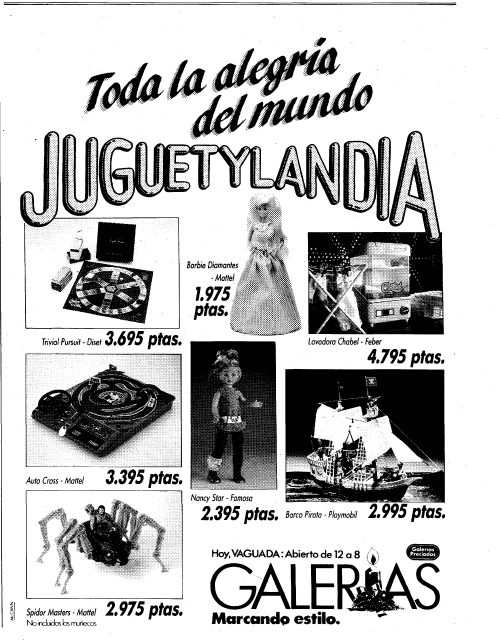 Toda la alegría
del mundo
JUGUETYLANDIA
Barbie Diamantes
- Mattel
1.975
ptas.
Trivial Pursuit - Diset 3.695 ptas.
Lavadora Chabel - Feber
4.795 ptas.
Auto Cross - Mattel 3.395 ptas.
Nancy Star - Famosa
2.395 ptas.
Barco Pirata - Playmobil 2.995 ptas.
Spidor Masters - Mattel 2.975 ptas.
No incluidos los muñecos
Hoy, VAGUADA: Abierto de 12 a 8
Galerías
Preciados
GALERIAS
Marcando estilo.